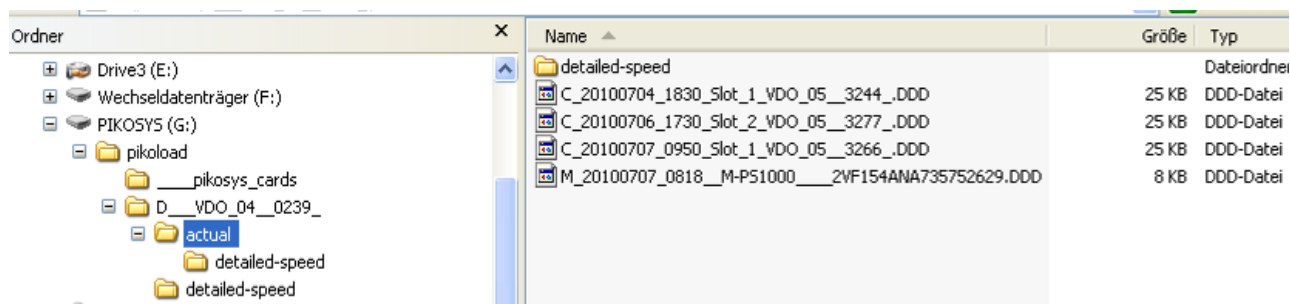 Ordner
Drive3 (E:)
Wechseldatenträger (F:)
PIKOSYS (G:)
pikoload
____pikosys_cards
D___VDO_04__0239_
actual
detailed-speed
detailed-speed
Name Größe Typ
detailed-speed Dateiordner
C_20100704_1830_Slot_1_VDO_05__3244_.DDD 25 KB DDD-Datei
C_20100706_1730_Slot_2_VDO_05__3277_.DDD 25 KB DDD-Datei
C_20100707_0950_Slot_1_VDO_05__3266_.DDD 25 KB DDD-Datei
M_20100707_0818__M-PS1000____2VF154ANA735752629.DDD 8 KB DDD-Datei